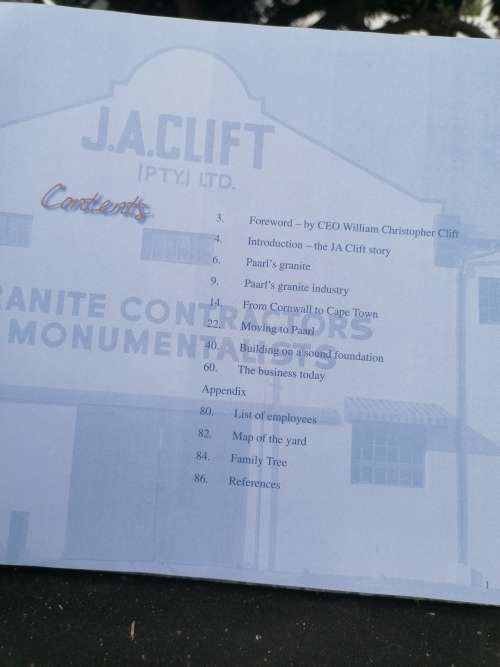 J.A.CLIFT
(PTY.) LTD.
Contents
3. Foreword – by CEO William Christopher Clift
4. Introduction – the JA Clift story
6. Paarl's granite
9. Paarl's granite industry
14. From Cornwall to Cape Town
22. Moving to Paarl
40. Building on a sound foundation
60. The business today
RANITE CONTRACTORS
MONUMENTALISTS
Appendix
80. List of employees
82. Map of the yard
84. Family Tree
86. References
1